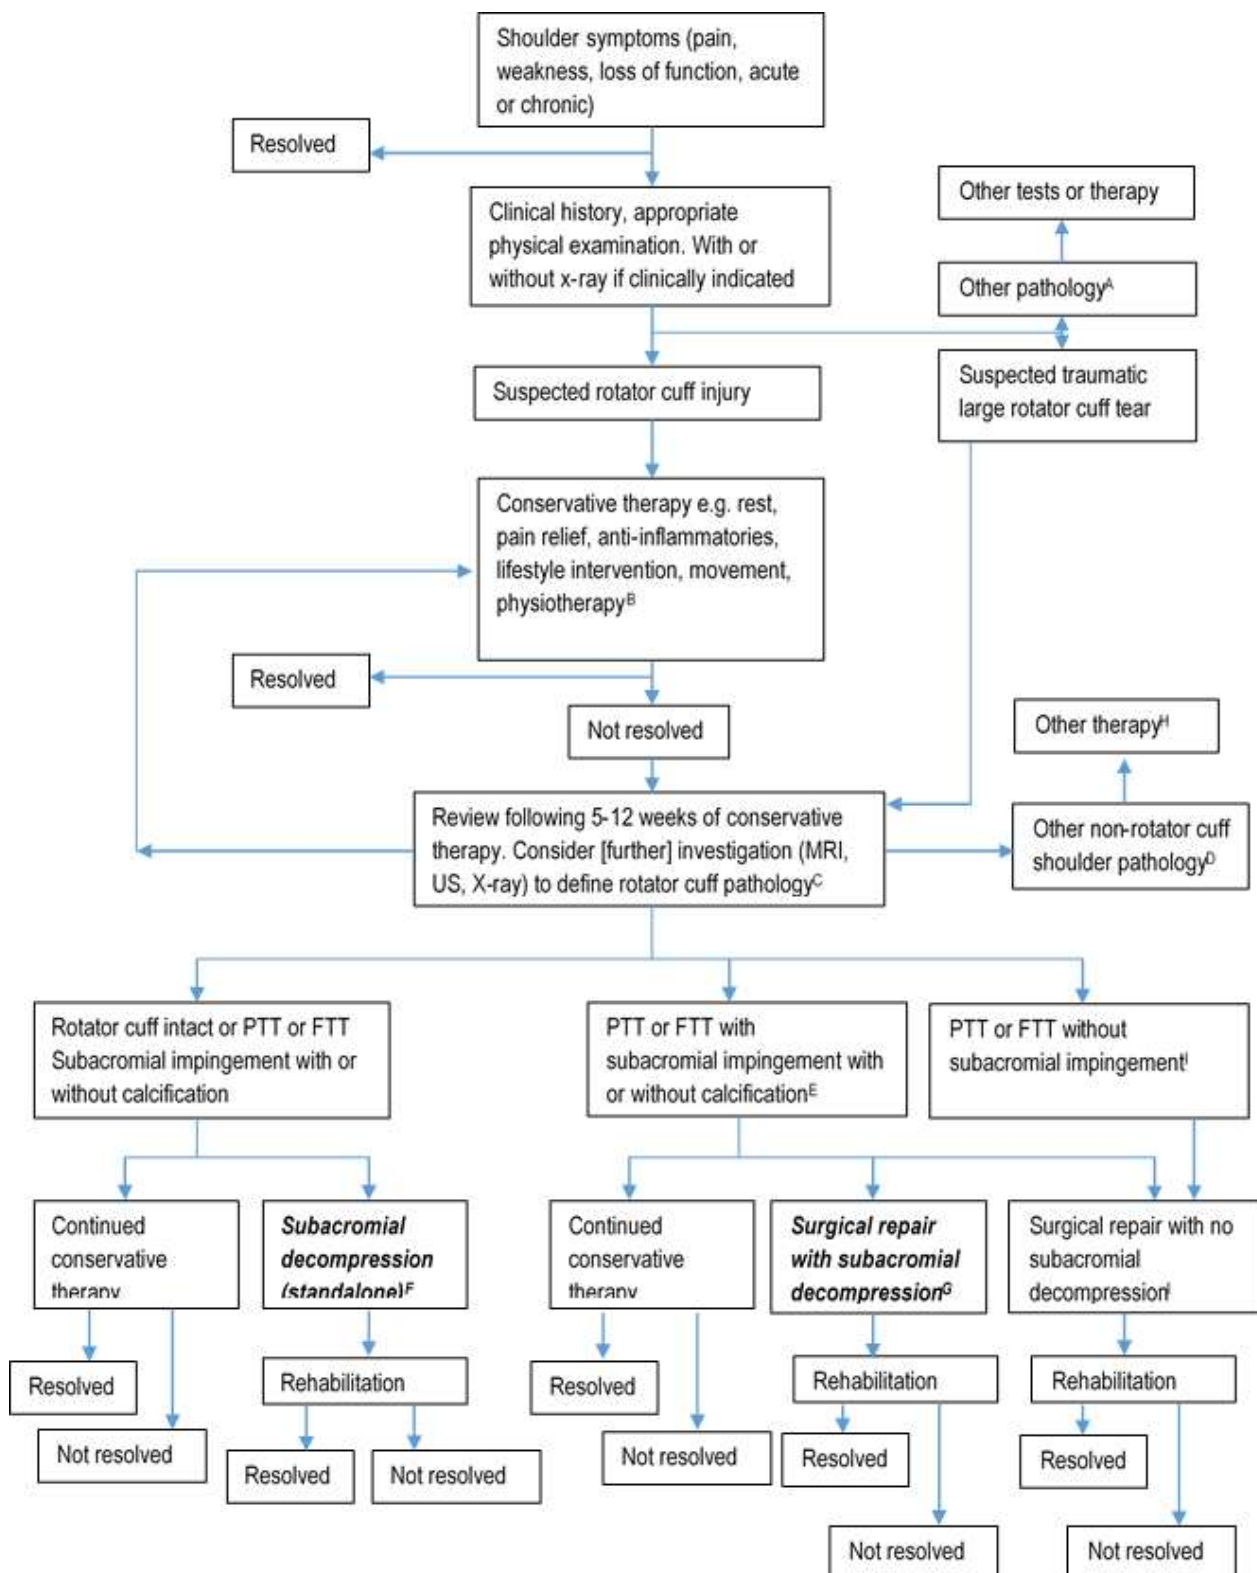 Shoulder symptoms (pain,
weakness, loss of function, acute
or chronic)
Resolved
Clinical history, appropriate
physical examination. With or
without x-ray if clinically indicated
Other tests or therapy
Other pathologyᴬ
Suspected rotator cuff injury
Suspected traumatic
large rotator cuff tear
Conservative therapy e.g. rest,
pain relief, anti-inflammatories,
lifestyle intervention, movement,
physiotherapyᴮ
Resolved
Not resolved
Other therapyᴴ
Review following 5-12 weeks of conservative
therapy. Consider [further] investigation (MRI,
US, X-ray) to define rotator cuff pathologyᶜ
Other non-rotator cuff
shoulder pathologyᴰ
Rotator cuff intact or PTT or FTT
Subacromial impingement with or
without calcification
PTT or FTT with
subacromial impingement with
or without calcificationᴱ
PTT or FTT without
subacromial impingementᴵ
Continued
conservative
therapy
Subacromial
decompression
(standalone)ꟳ
Continued
conservative
therapy
Surgical repair
with subacromial
decompressionᴳ
Surgical repair with no
subacromial
decompressionᴵ
Resolved
Not resolved
Rehabilitation
Resolved
Not resolved
Resolved
Not resolved
Rehabilitation
Resolved
Not resolved
Rehabilitation
Resolved
Not resolved